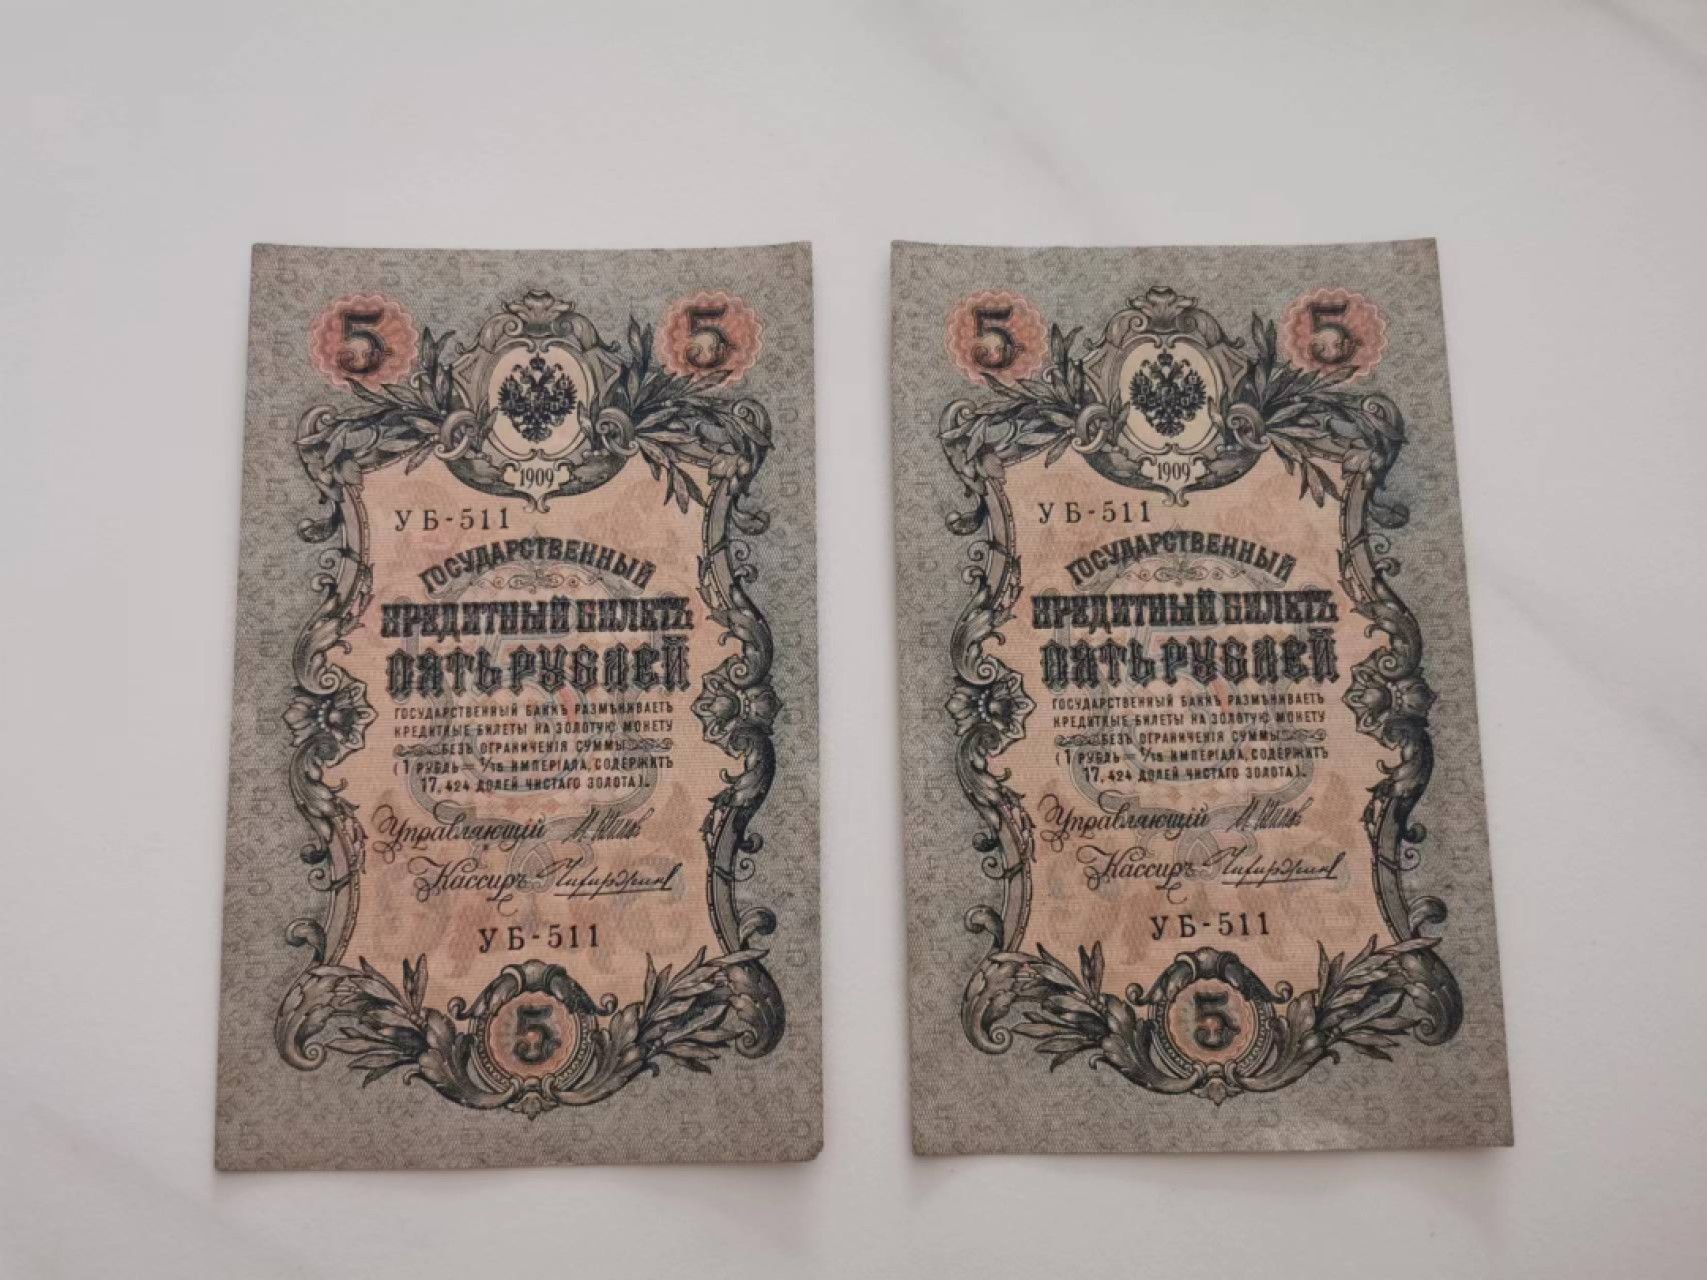 5 5
1909
УБ-511
ГОСУДАРСТВЕННЫЙ
КРЕДИТНЫЙ БИЛЕТЪ
ПЯТЬ РУБЛЕЙ
ГОСУДАРСТВЕННЫЙ БАНКЪ РАЗМѢНИВАЕТЪ
КРЕДИТНЫЕ БИЛЕТЫ НА ЗОЛОТУЮ МОНЕТУ
БЕЗЪ ОГРАНИЧЕНІЯ СУММЫ
(1 РУБЛЬ = 1/15 ИМПЕРІАЛА, СОДЕРЖИТЪ
17,424 ДОЛЕЙ ЧИСТАГО ЗОЛОТА).
Управляющій
Кассиръ
УБ-511
5
5 5
1909
УБ-511
ГОСУДАРСТВЕННЫЙ
КРЕДИТНЫЙ БИЛЕТЪ
ПЯТЬ РУБЛЕЙ
ГОСУДАРСТВЕННЫЙ БАНКЪ РАЗМѢНИВАЕТЪ
КРЕДИТНЫЕ БИЛЕТЫ НА ЗОЛОТУЮ МОНЕТУ
БЕЗЪ ОГРАНИЧЕНІЯ СУММЫ
(1 РУБЛЬ = 1/15 ИМПЕРІАЛА, СОДЕРЖИТЪ
17,424 ДОЛЕЙ ЧИСТАГО ЗОЛОТА).
Управляющій
Кассиръ
УБ-511
5